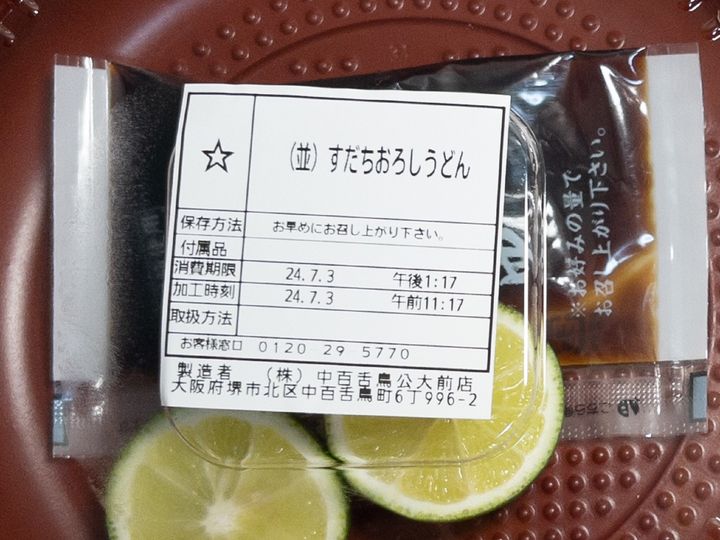 ☆
(並) すだちおろしうどん
保存方法 お早めにお召し上がり下さい。
付属品
消費期限 24.7.3 午後1:17
加工時刻 24.7.3 午前11:17
取扱方法
お客様窓口 0120-29-5770
製造者 (株) 中百舌鳥公大前店
大阪府堺市北区中百舌鳥町6丁996-2
※お好みの量で
お召し上がり下さい。
こちら